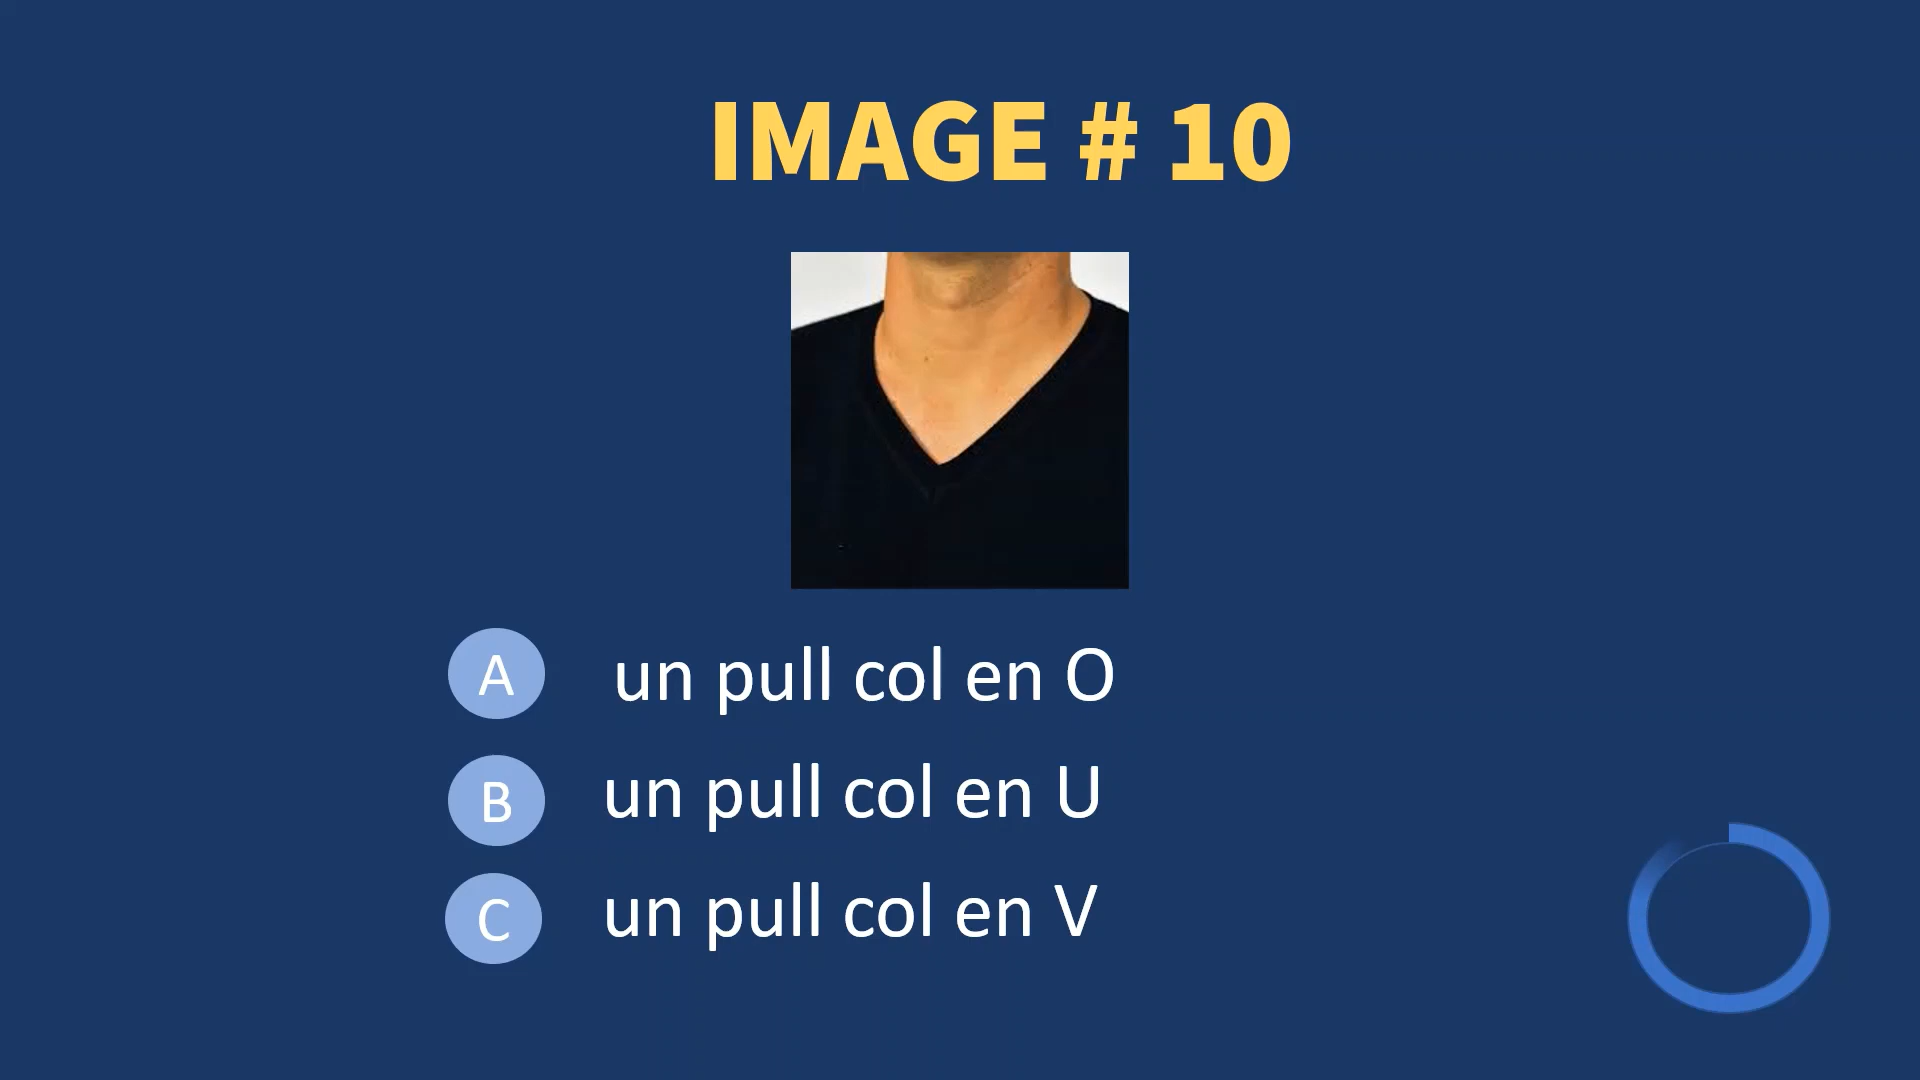 IMAGE # 10
A un pull col en O
B un pull col en U
C un pull col en V